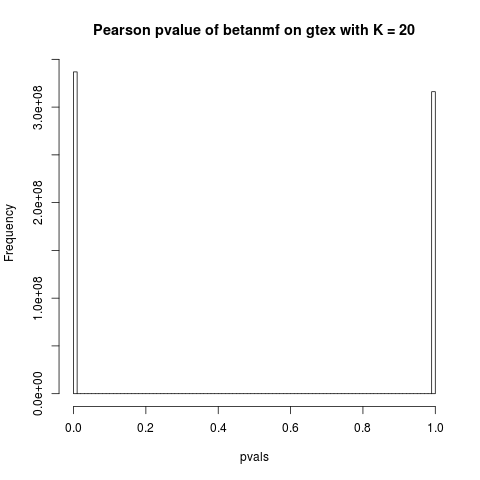 Pearson pvalue of betanmf on gtex with K = 20
Frequency
3.0e+08
2.0e+08
1.0e+08
0.0e+00
0.0 0.2 0.4 0.6 0.8 1.0
pvals